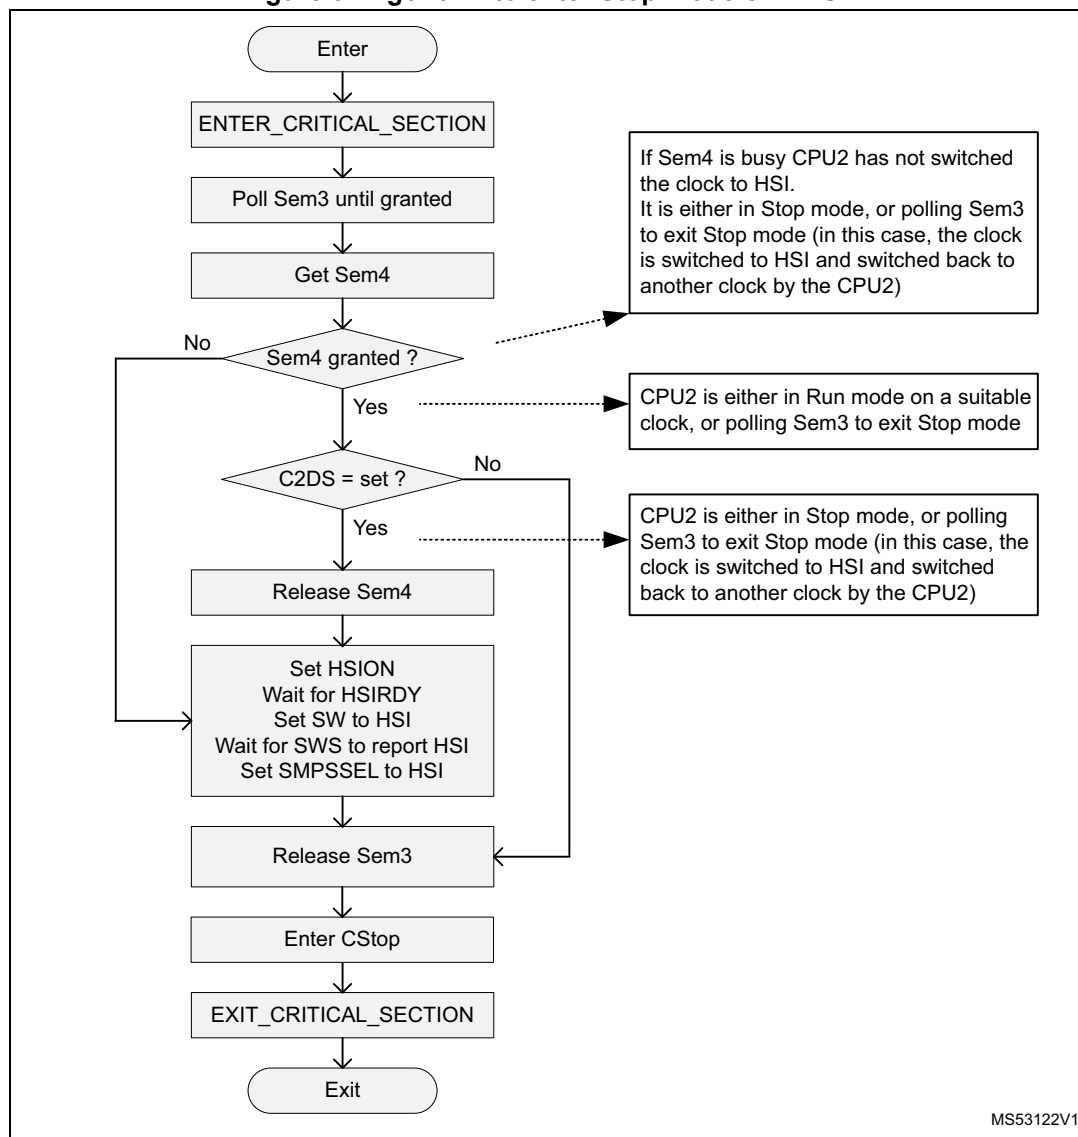 Enter
ENTER_CRITICAL_SECTION
Poll Sem3 until granted
Get Sem4
If Sem4 is busy CPU2 has not switched
the clock to HSI.
It is either in Stop mode, or polling Sem3
to exit Stop mode (in this case, the clock
is switched to HSI and switched back to
another clock by the CPU2)
No
Sem4 granted ?
Yes
CPU2 is either in Run mode on a suitable
clock, or polling Sem3 to exit Stop mode
C2DS = set ?
No
Yes
CPU2 is either in Stop mode, or polling
Sem3 to exit Stop mode (in this case, the
clock is switched to HSI and switched
back to another clock by the CPU2)
Release Sem4
Set HSION
Wait for HSIRDY
Set SW to HSI
Wait for SWS to report HSI
Set SMPSSEL to HSI
Release Sem3
Enter CStop
EXIT_CRITICAL_SECTION
Exit
MS53122V1